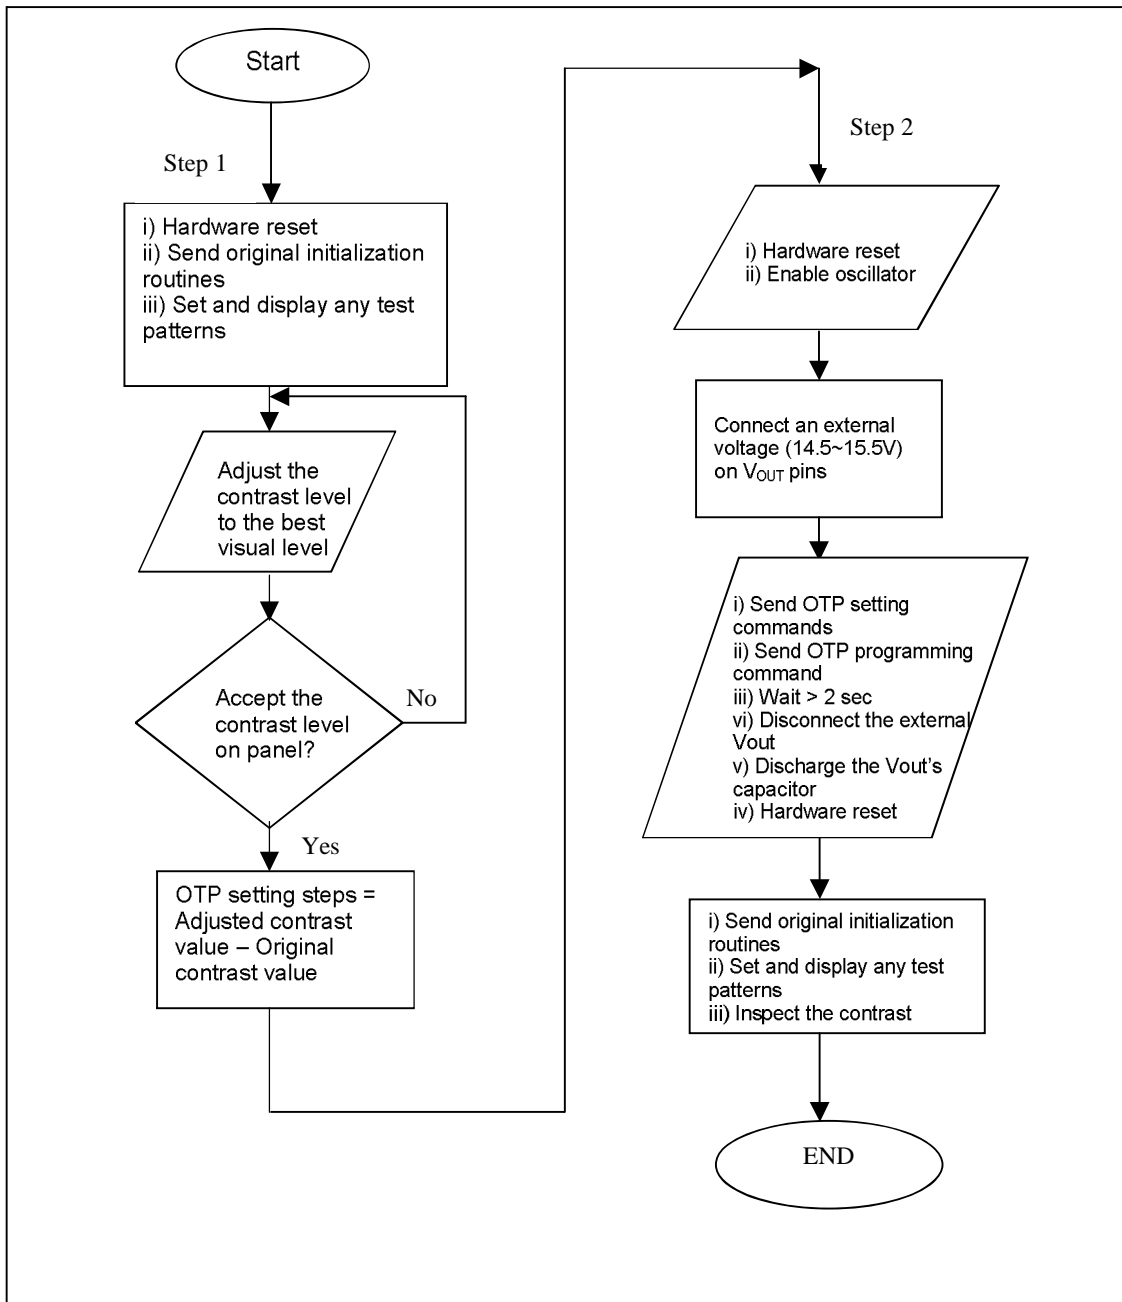 Start
Step 1
i) Hardware reset
ii) Send original initialization
routines
iii) Set and display any test
patterns
Adjust the
contrast level
to the best
visual level
Accept the
contrast level
on panel?
No
Yes
OTP setting steps =
Adjusted contrast
value – Original
contrast value
Step 2
i) Hardware reset
ii) Enable oscillator
Connect an external
voltage (14.5~15.5V)
on VOUT pins
i) Send OTP setting
commands
ii) Send OTP programming
command
iii) Wait > 2 sec
vi) Disconnect the external
Vout
v) Discharge the Vout's
capacitor
iv) Hardware reset
i) Send original initialization
routines
ii) Set and display any test
patterns
iii) Inspect the contrast
END